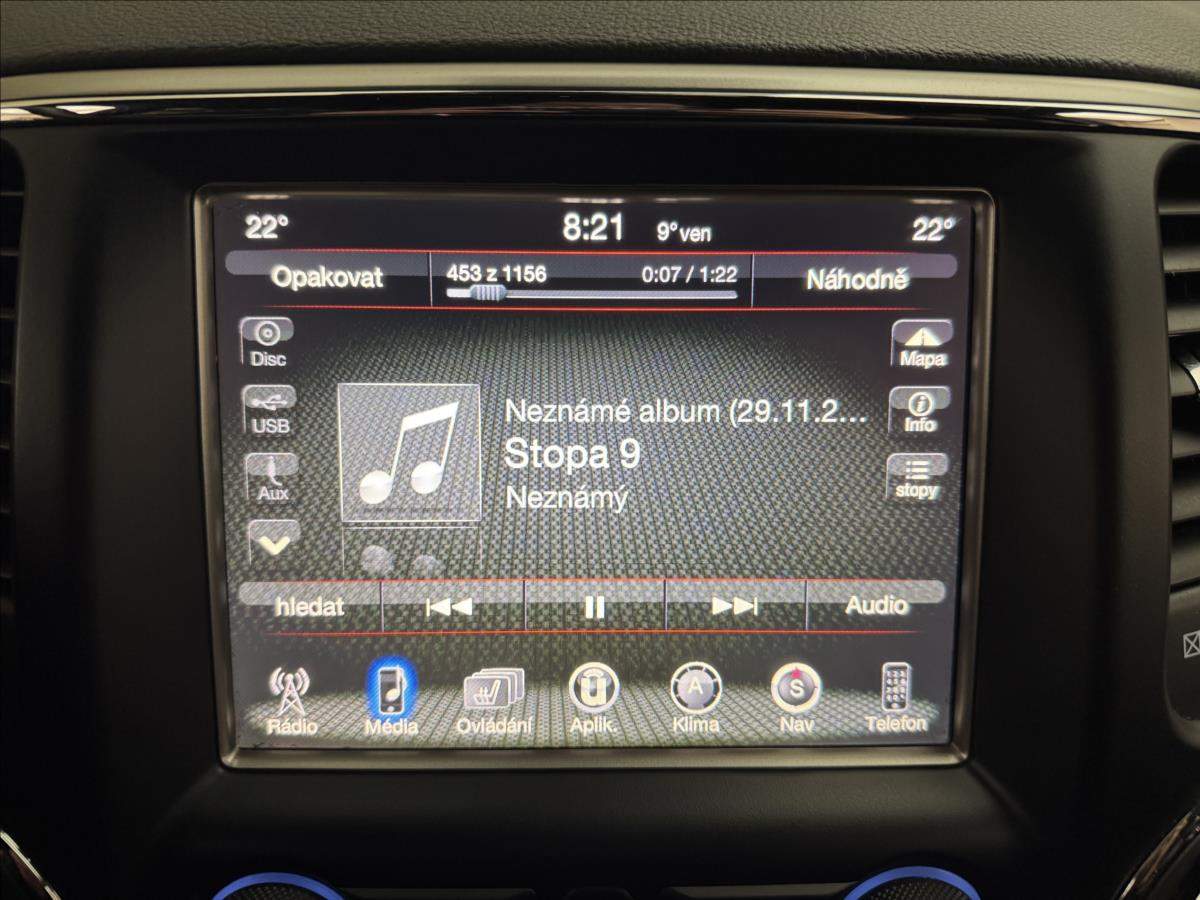 22° 8:21 9° ven 22°
Opakovat 453 z 1156 0:07 / 1:22 Náhodně
Disc
USB
Aux
Neznámé album (29.11.2...
Stopa 9
Neznámý
Mapa
Info
stopy
hledat Audio
Rádio Média Ovládání Aplik. Klima Nav Telefon